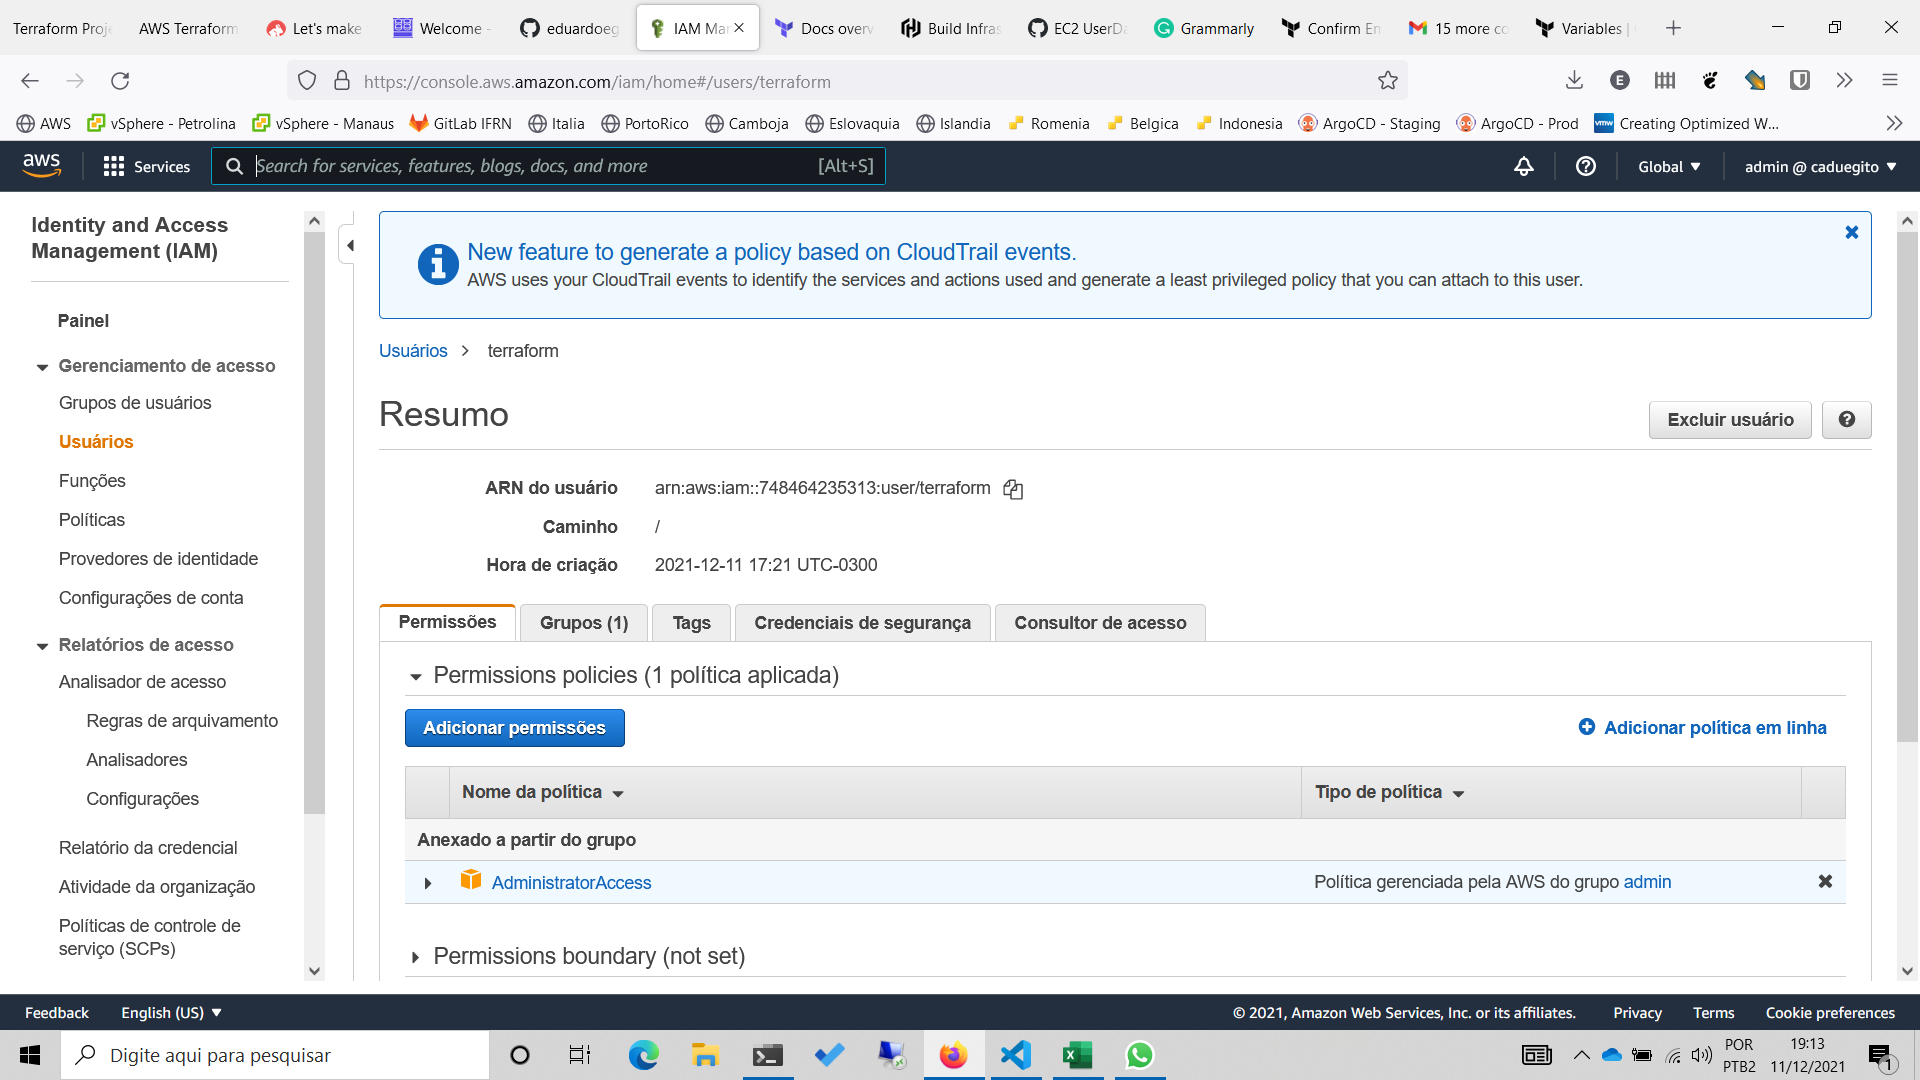 Terraform Proje
AWS Terraform
Let's make
Welcome -
eduardoeg
IAM Mar
Docs overv
Build Infras
EC2 UserDa
Grammarly
Confirm Em
15 more co
Variables |
https://console.aws.amazon.com/iam/home#/users/terraform
E
AWS
vSphere - Petrolina
vSphere - Manaus
GitLab IFRN
Italia
PortoRico
Camboja
Eslovaquia
Islandia
Romenia
Belgica
Indonesia
ArgoCD - Staging
ArgoCD - Prod
vmw
Creating Optimized W...
aws
Services
Search for services, features, blogs, docs, and more
[Alt+S]
Global
admin @ caduegito
Identity and Access
Management (IAM)
Painel
Gerenciamento de acesso
Grupos de usuários
Usuários
Funções
Políticas
Provedores de identidade
Configurações de conta
Relatórios de acesso
Analisador de acesso
Regras de arquivamento
Analisadores
Configurações
Relatório da credencial
Atividade da organização
Políticas de controle de
serviço (SCPs)
New feature to generate a policy based on CloudTrail events.
AWS uses your CloudTrail events to identify the services and actions used and generate a least privileged policy that you can attach to this user.
Usuários > terraform
Resumo
Excluir usuário
ARN do usuário arn:aws:iam::748464235313:user/terraform
Caminho /
Hora de criação 2021-12-11 17:21 UTC-0300
Permissões
Grupos (1)
Tags
Credenciais de segurança
Consultor de acesso
Permissions policies (1 política aplicada)
Adicionar permissões
Adicionar política em linha
Nome da política
Tipo de política
Anexado a partir do grupo
AdministratorAccess
Política gerenciada pela AWS do grupo admin
Permissions boundary (not set)
Feedback
English (US)
© 2021, Amazon Web Services, Inc. or its affiliates.
Privacy
Terms
Cookie preferences
Digite aqui para pesquisar
POR
PTB2
19:13
11/12/2021
1